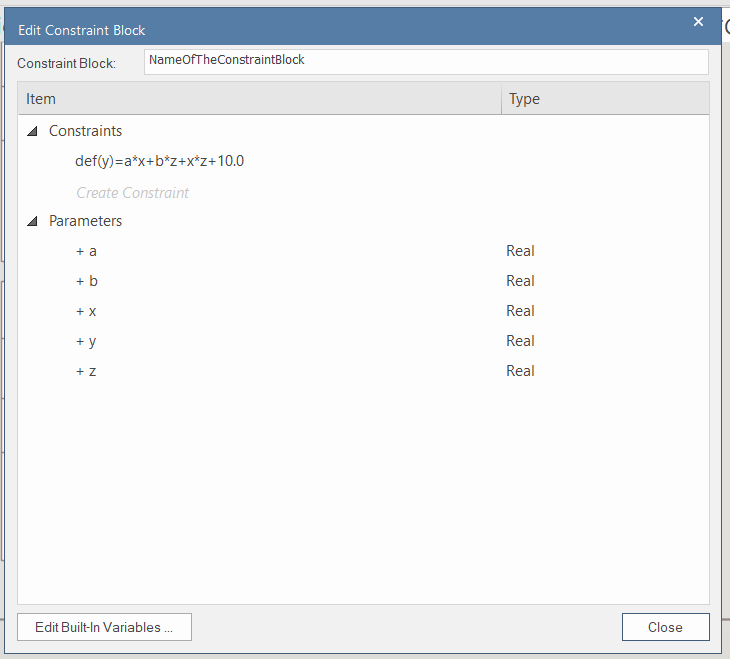 Edit Constraint Block
Constraint Block: NameOfTheConstraintBlock
Item Type
Constraints
def(y)=a*x+b*z+x*z+10.0
Create Constraint
Parameters
+ a Real
+ b Real
+ x Real
+ y Real
+ z Real
Edit Built-In Variables ... Close